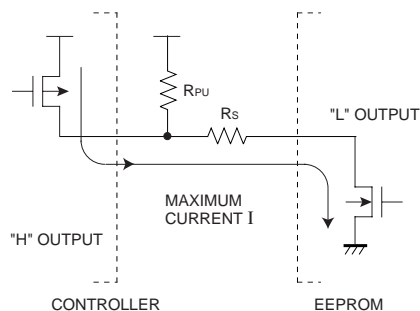 RPU
RS
"L" OUTPUT
MAXIMUM
CURRENT I
"H" OUTPUT
CONTROLLER
EEPROM